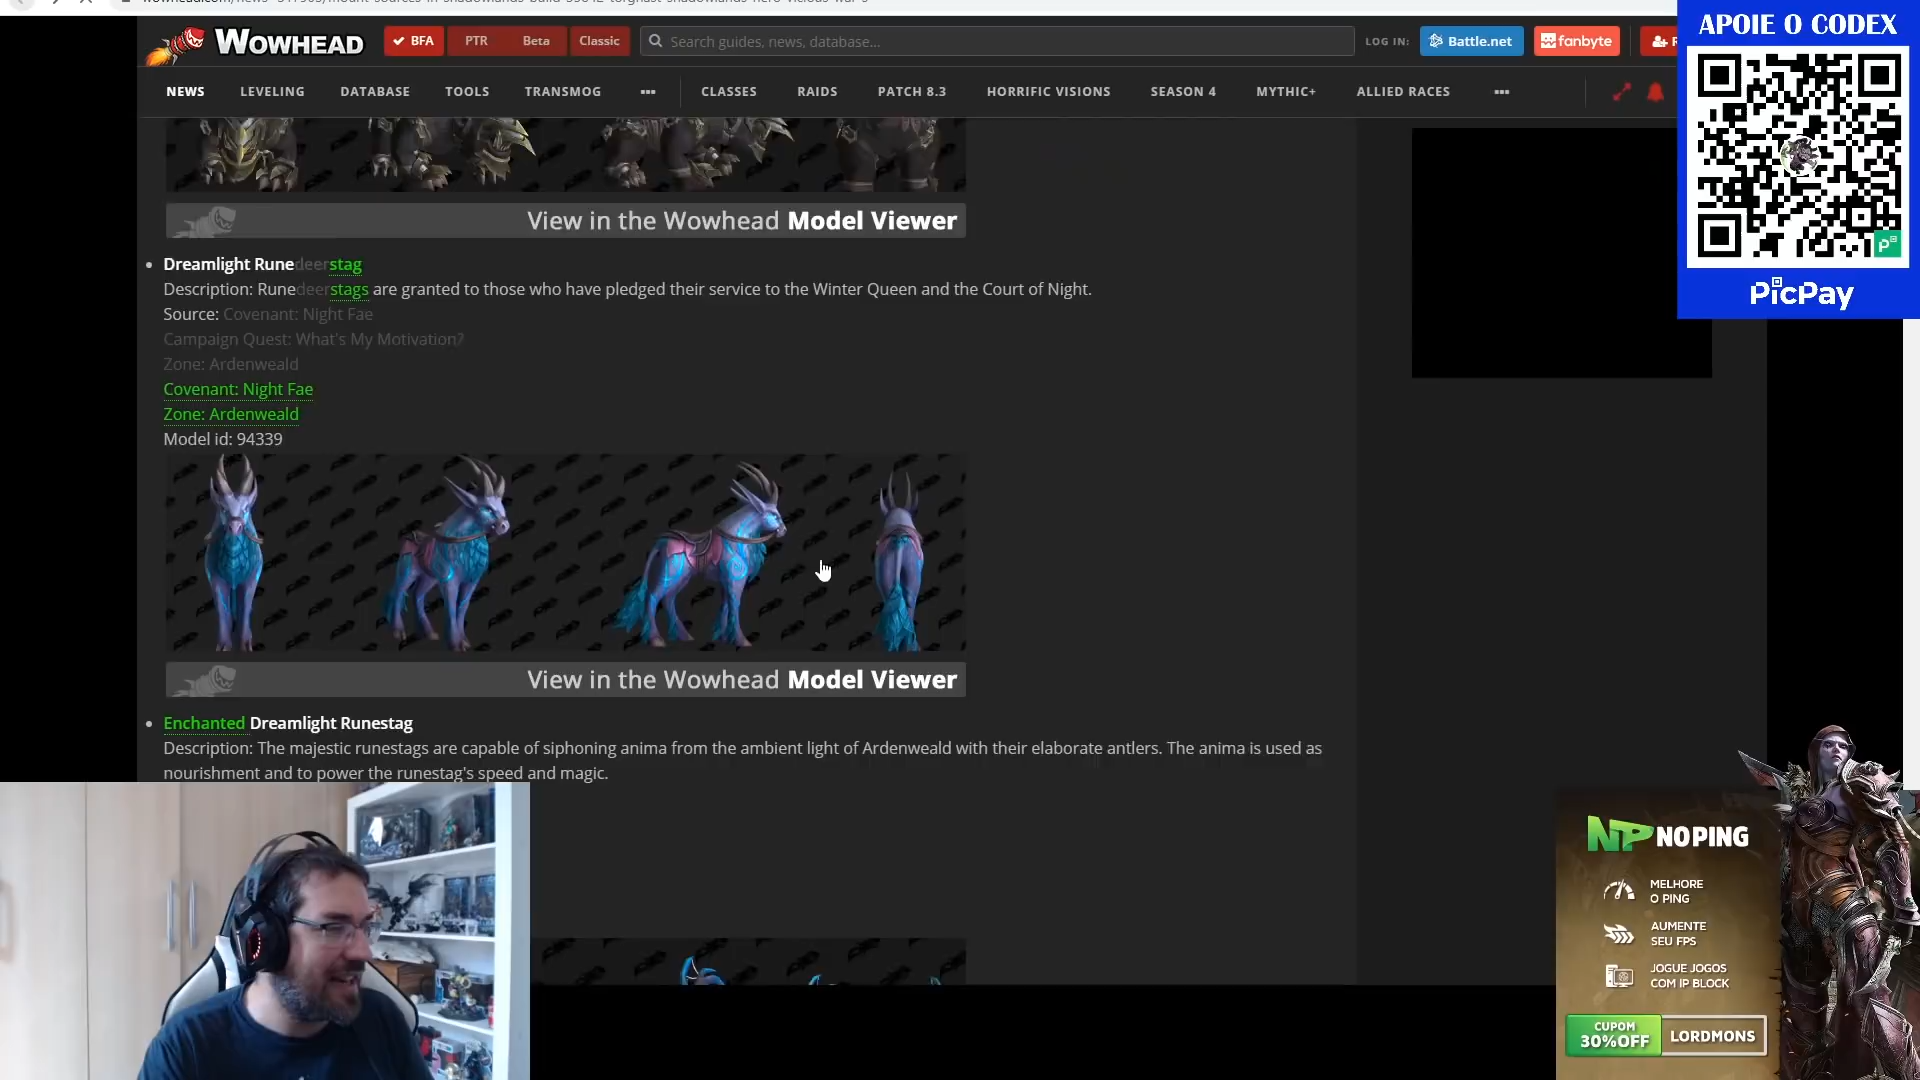 WOWHEAD
BFA
PTR
Beta
Classic
Search guides, news, database...
LOG IN:
Battle.net
fanbyte
NEWS
LEVELING
DATABASE
TOOLS
TRANSMOG
CLASSES
RAIDS
PATCH 8.3
HORRIFIC VISIONS
SEASON 4
MYTHIC+
ALLIED RACES
APOIE O CODEX
PicPay
View in the Wowhead Model Viewer
Dreamlight Runedeerstag
Description: Runedeerstags are granted to those who have pledged their service to the Winter Queen and the Court of Night.
Source: Covenant: Night Fae
Campaign Quest: What's My Motivation?
Zone: Ardenweald
Covenant: Night Fae
Zone: Ardenweald
Model id: 94339
View in the Wowhead Model Viewer
Enchanted Dreamlight Runestag
Description: The majestic runestags are capable of siphoning anima from the ambient light of Ardenweald with their elaborate antlers. The anima is used as
nourishment and to power the runestag's speed and magic.
NP NOPING
MELHORE
O PING
AUMENTE
SEU FPS
JOGUE JOGOS
COM IP BLOCK
CUPOM
30%OFF
LORDMONS